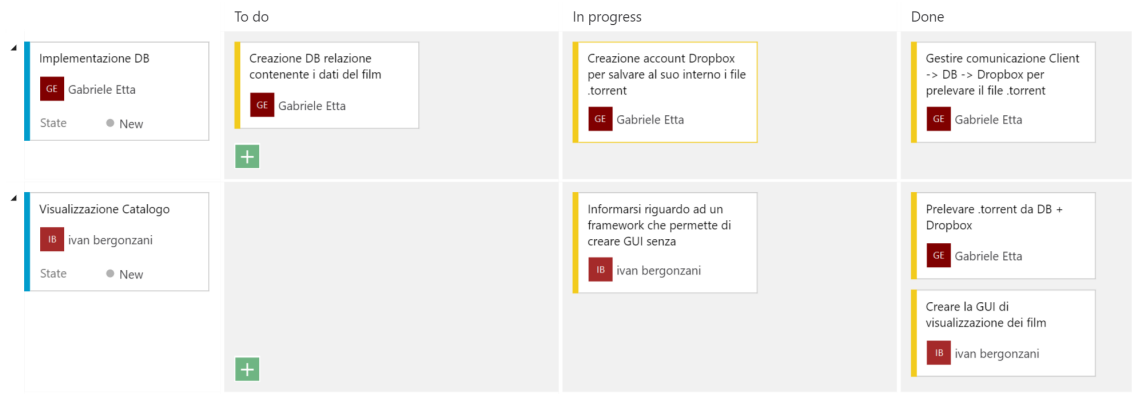 To do
In progress
Done
Implementazione DB
GE Gabriele Etta
State New
Creazione DB relazione
contenente i dati del film
GE Gabriele Etta
Creazione account Dropbox
per salvare al suo interno i file
.torrent
GE Gabriele Etta
Gestire comunicazione Client
-> DB -> Dropbox per
prelevare il file .torrent
GE Gabriele Etta
Visualizzazione Catalogo
IB ivan bergonzani
State New
Informarsi riguardo ad un
framework che permette di
creare GUI senza
IB ivan bergonzani
Prelevare .torrent da DB +
Dropbox
GE Gabriele Etta
Creare la GUI di
visualizzazione dei film
IB ivan bergonzani